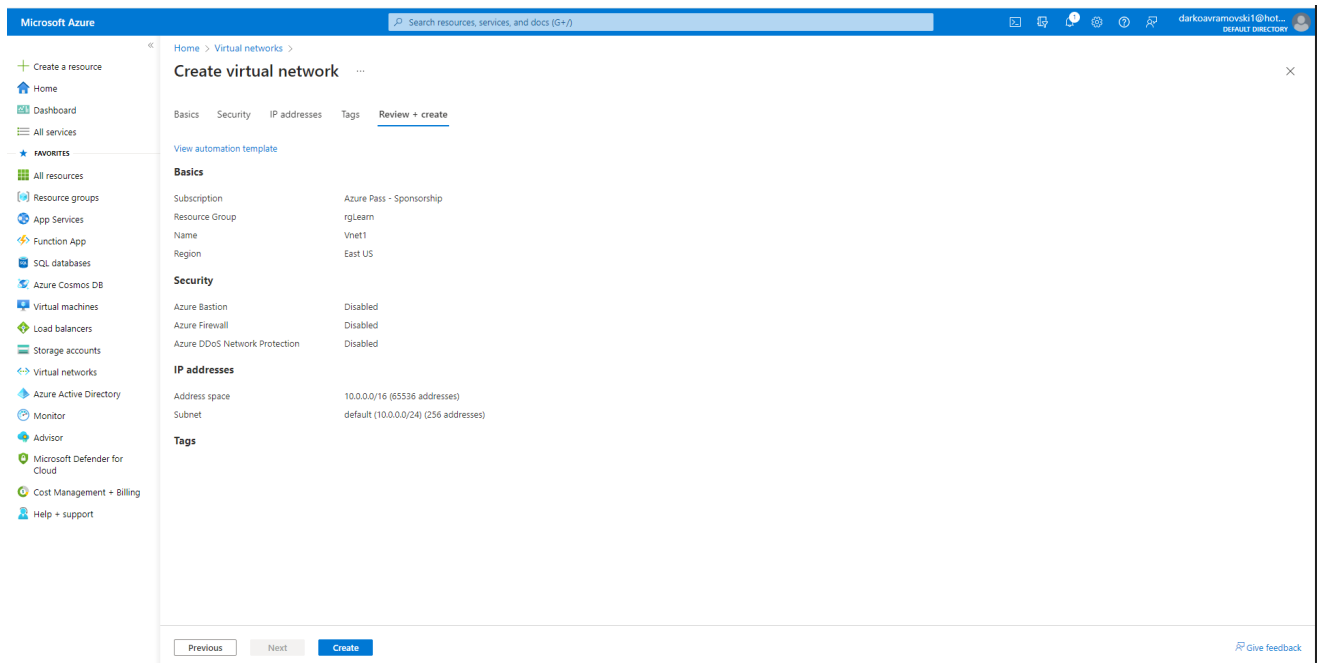 Microsoft Azure
Search resources, services, and docs (G+/)
1
darkoavramovski1@hot...
DEFAULT DIRECTORY
Create a resource
Home
Dashboard
All services
FAVORITES
All resources
Resource groups
App Services
Function App
SQL databases
Azure Cosmos DB
Virtual machines
Load balancers
Storage accounts
Virtual networks
Azure Active Directory
Monitor
Advisor
Microsoft Defender for
Cloud
Cost Management + Billing
Help + support
Home > Virtual networks >
Create virtual network ...
Basics Security IP addresses Tags Review + create
View automation template
Basics
Subscription Azure Pass - Sponsorship
Resource Group rgLearn
Name Vnet1
Region East US
Security
Azure Bastion Disabled
Azure Firewall Disabled
Azure DDoS Network Protection Disabled
IP addresses
Address space 10.0.0.0/16 (65536 addresses)
Subnet default (10.0.0.0/24) (256 addresses)
Tags
Previous Next Create
Give feedback